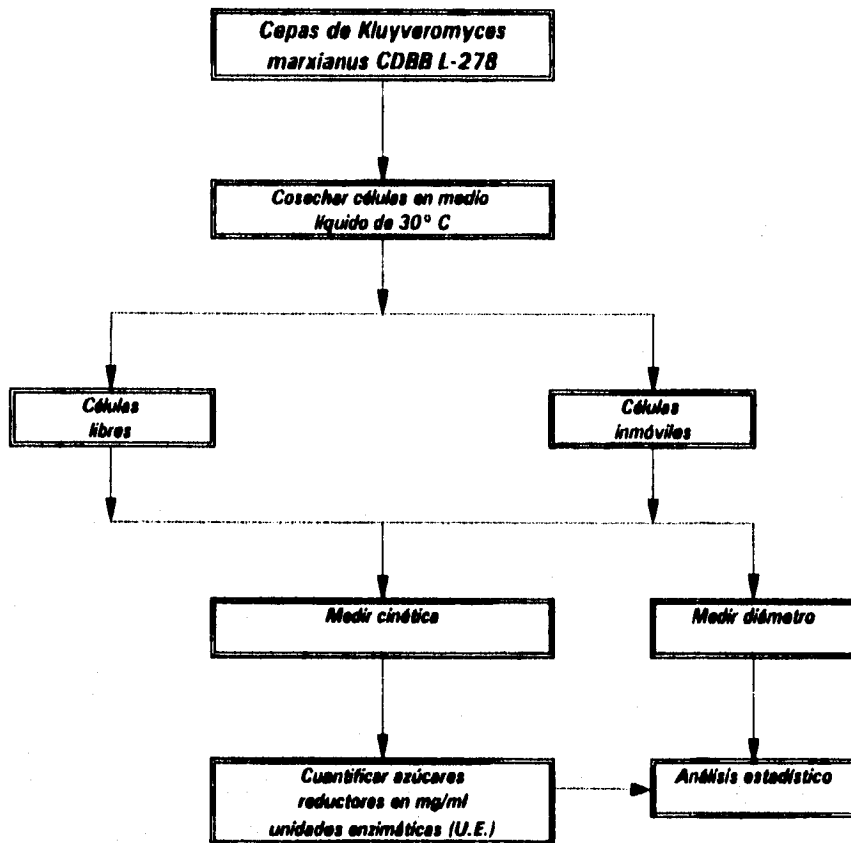 Cepas de Kluyveromyces
marxianus CDBB L-278
Cosechar células en medio
líquido de 30° C
Células
libres
Células
inmóviles
Medir cinética
Medir diámetro
Cuantificar azúcares
reductores en mg/ml
unidades enzimáticas (U.E.)
Análisis estadístico